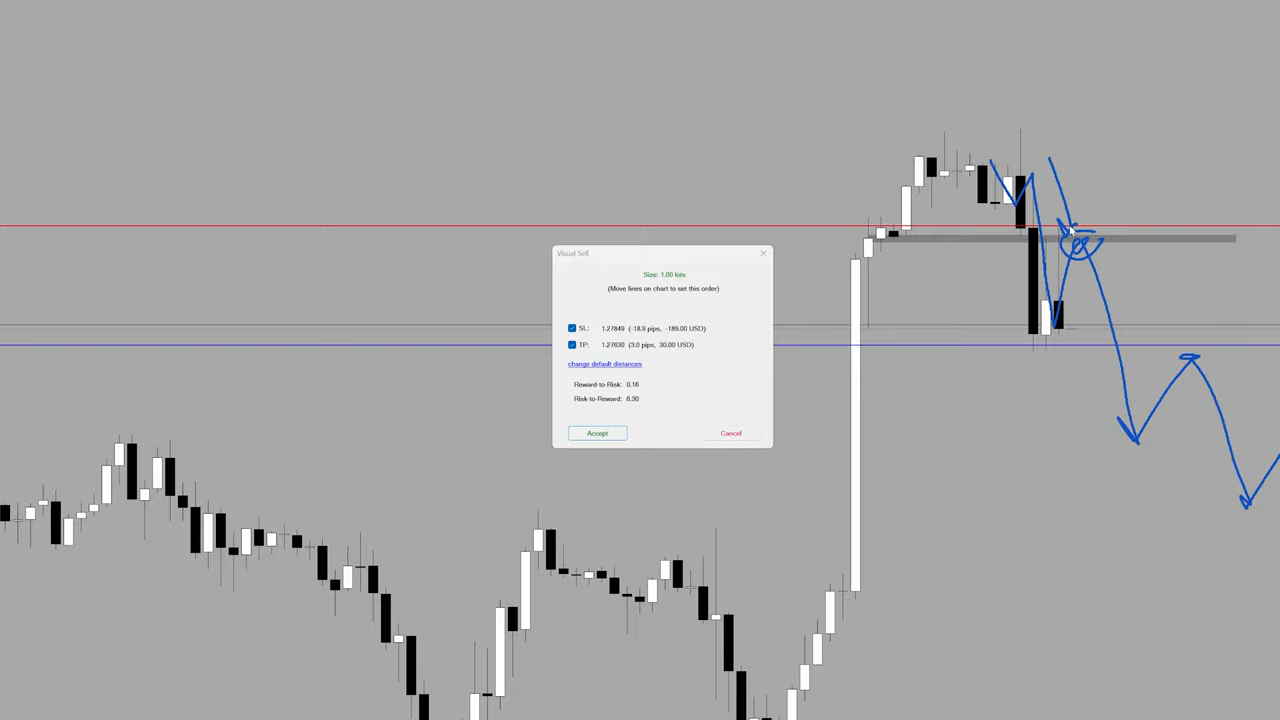 Visual Sell
Size: 1.00 lots
(Move lines on chart to set this order)
SL: 1.27849 (-18.9 pips, -189.00 USD)
TP: 1.27630 (3.0 pips, 30.00 USD)
change default distances
Reward-to-Risk: 0.16
Risk-to-Reward: 6.30
Accept Cancel